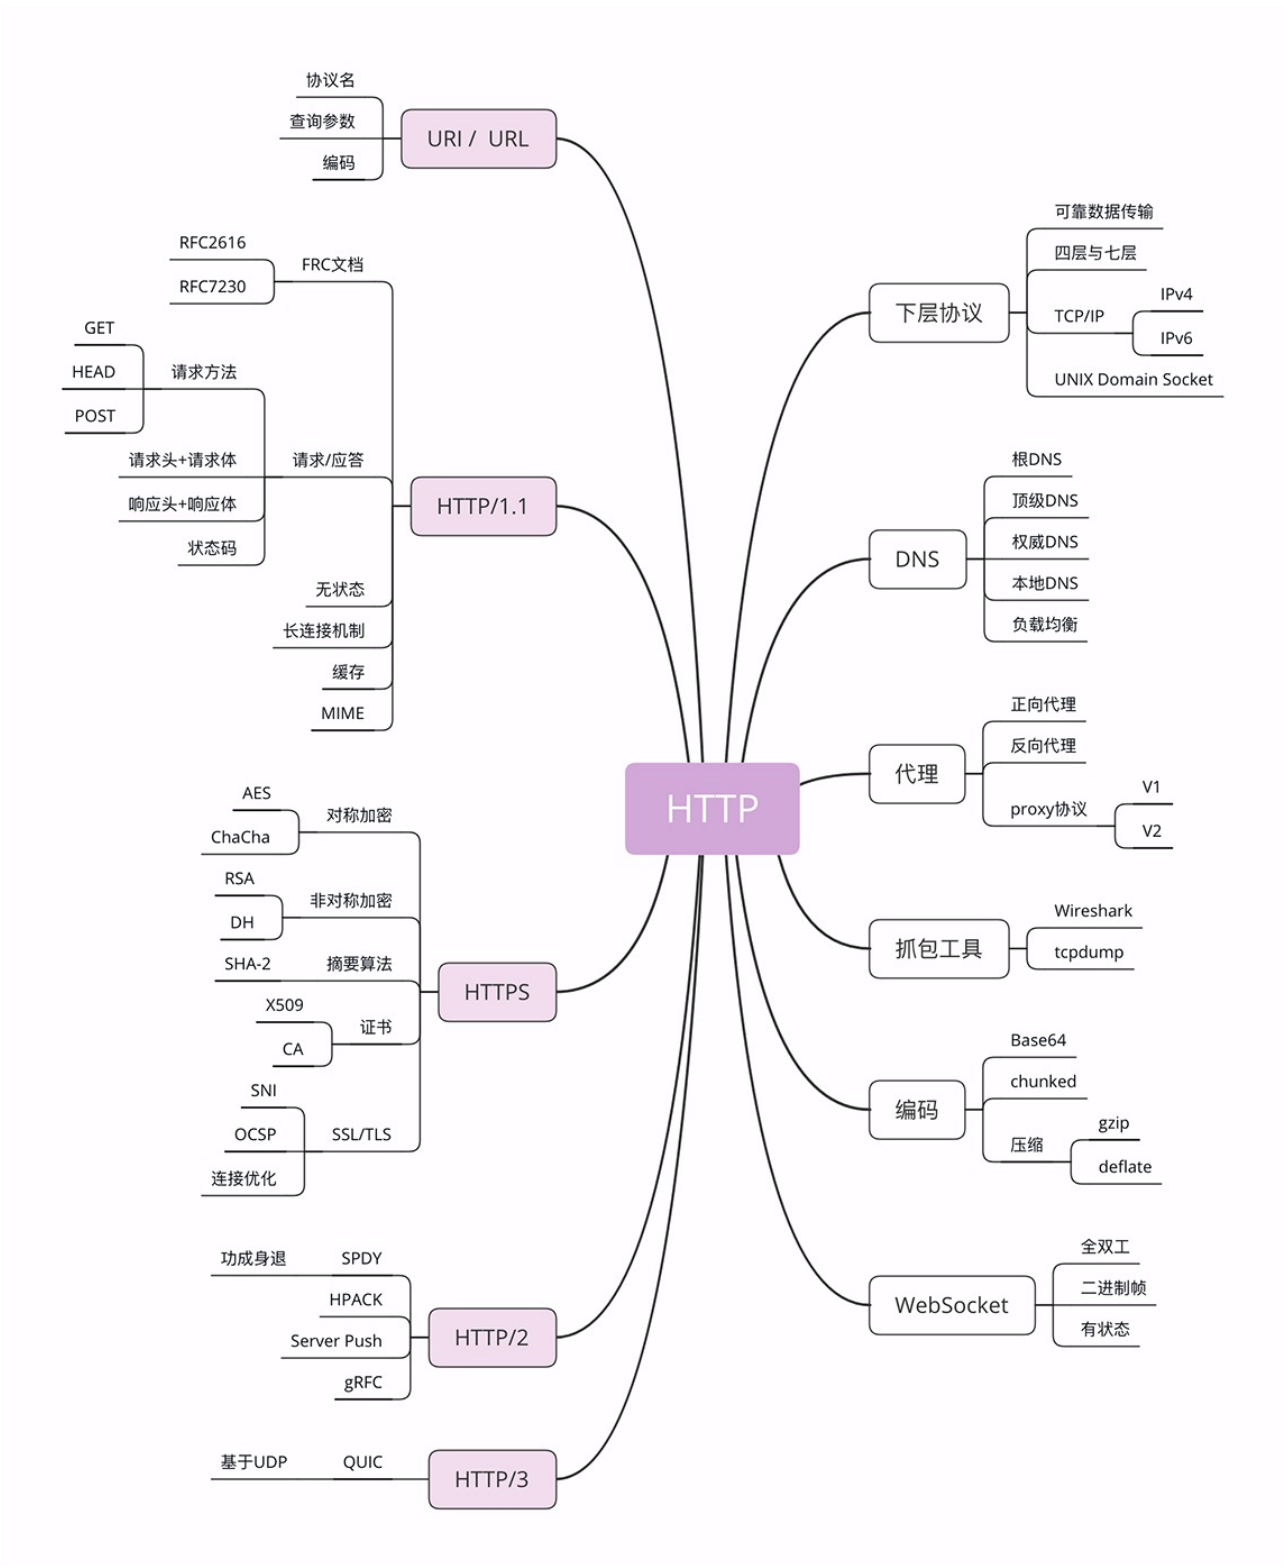 HTTP
URI / URL
协议名
查询参数
编码
HTTP/1.1
FRC文档
RFC2616
RFC7230
请求/应答
请求方法
GET
HEAD
POST
请求头+请求体
响应头+响应体
状态码
无状态
长连接机制
缓存
MIME
HTTPS
对称加密
AES
ChaCha
非对称加密
RSA
DH
摘要算法
SHA-2
证书
X509
CA
SSL/TLS
SNI
OCSP
连接优化
HTTP/2
SPDY
功成身退
HPACK
Server Push
gRFC
HTTP/3
QUIC
基于UDP
下层协议
可靠数据传输
四层与七层
TCP/IP
IPv4
IPv6
UNIX Domain Socket
DNS
根DNS
顶级DNS
权威DNS
本地DNS
负载均衡
代理
正向代理
反向代理
proxy协议
V1
V2
抓包工具
Wireshark
tcpdump
编码
Base64
chunked
压缩
gzip
deflate
WebSocket
全双工
二进制帧
有状态